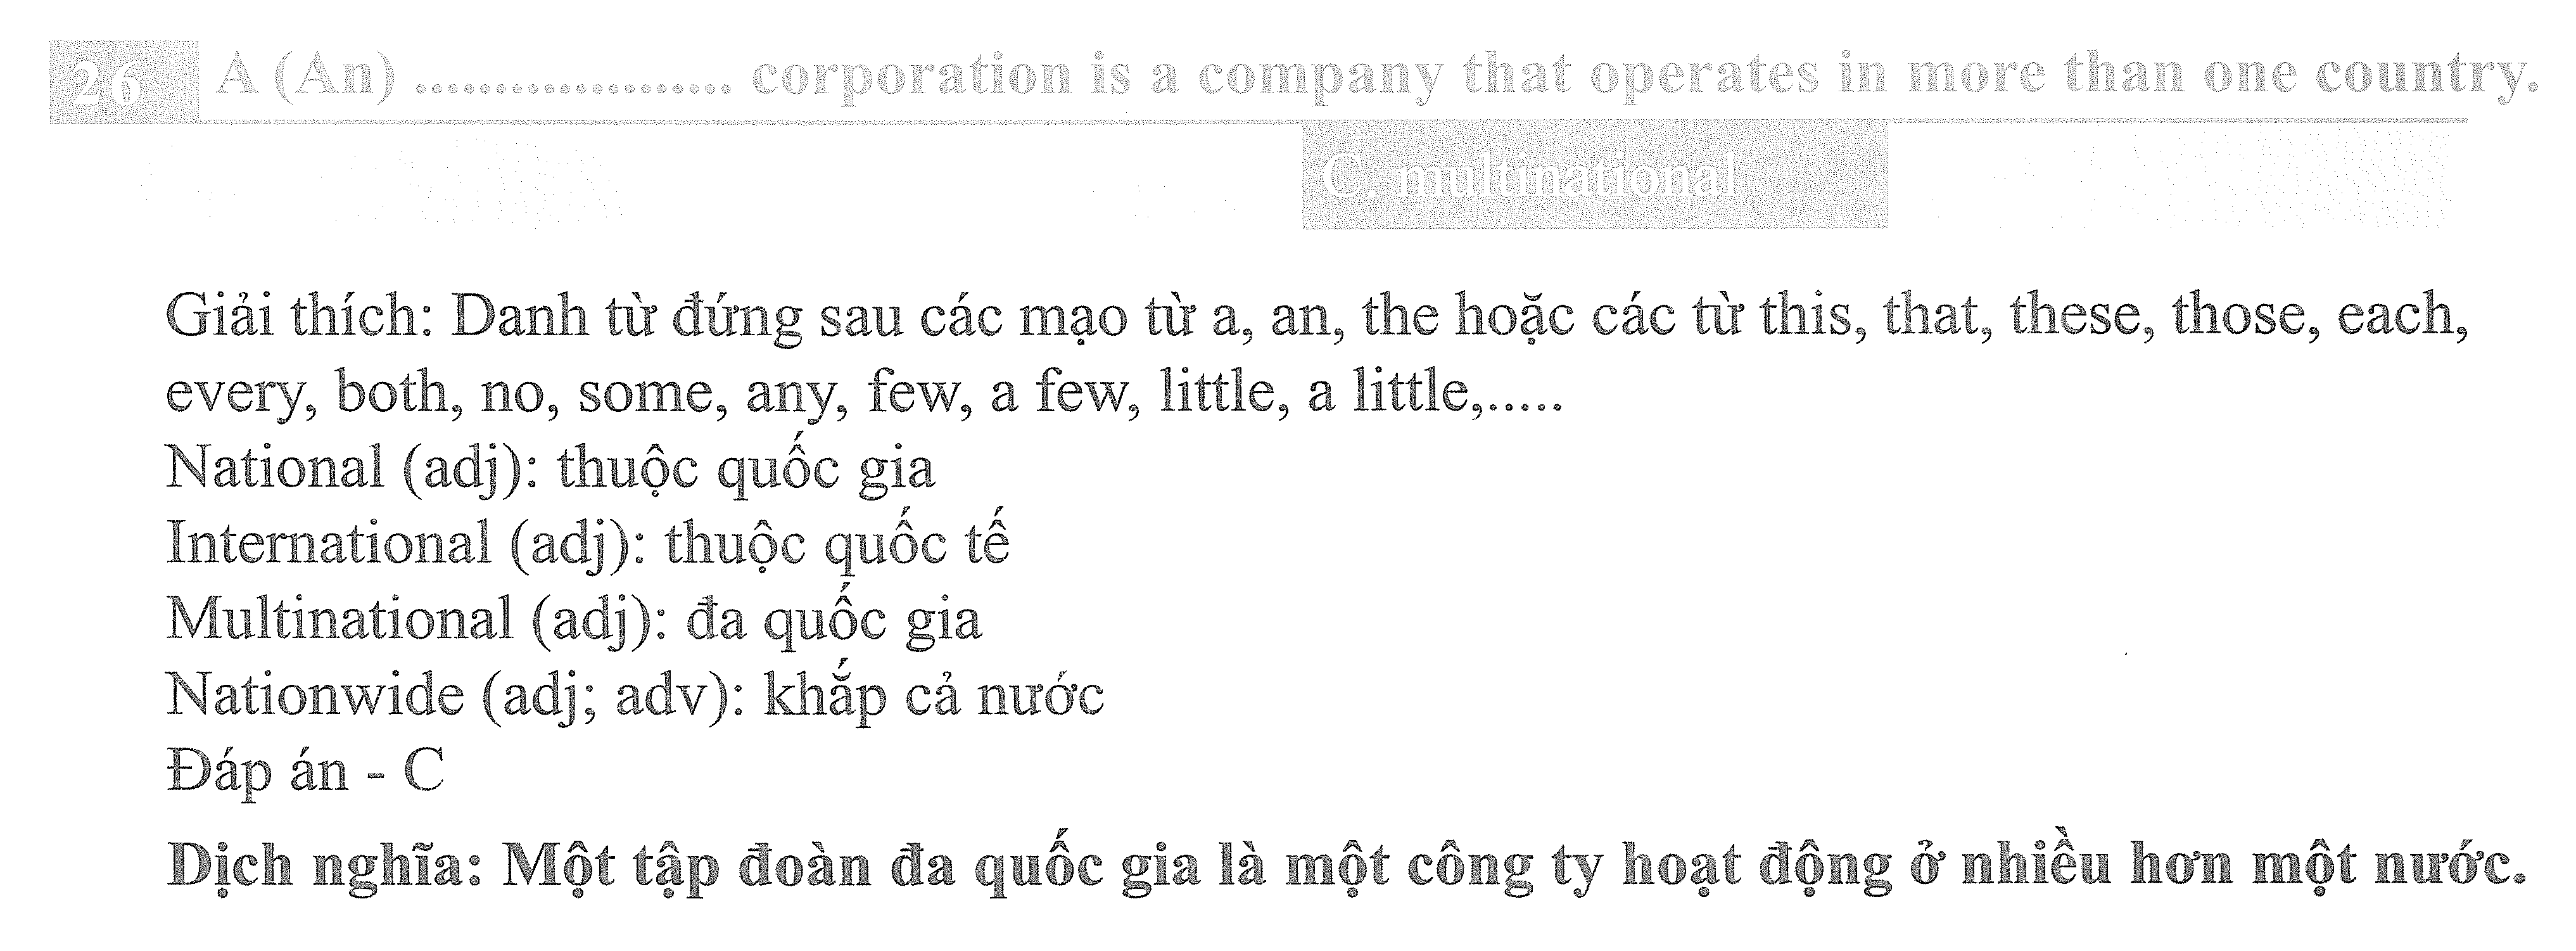 26 A (An) .................... corporation is a company that operates in more than one country.
C. multinational
Giải thích: Danh từ đứng sau các mạo từ a, an, the hoặc các từ this, that, these, those, each,
every, both, no, some, any, few, a few, little, a little,.....
National (adj): thuộc quốc gia
International (adj): thuộc quốc tế
Multinational (adj): đa quốc gia
Nationwide (adj; adv): khắp cả nước
Đáp án - C
Dịch nghĩa: Một tập đoàn đa quốc gia là một công ty hoạt động ở nhiều hơn một nước.